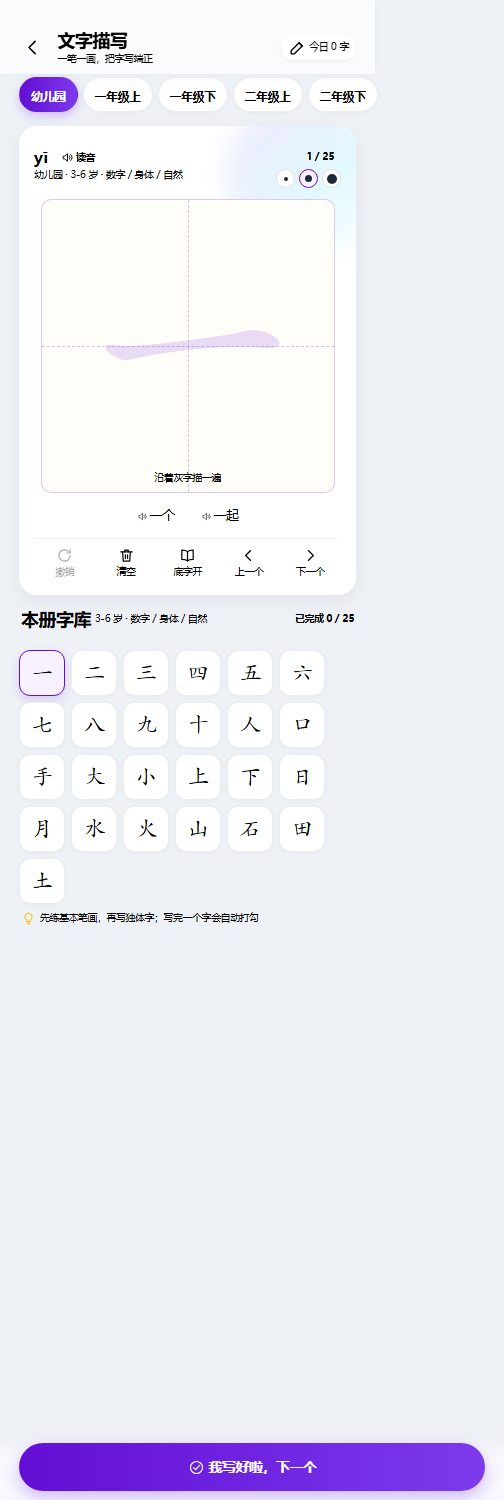 文字描写
一笔一画，把字写端正
今日 0 字
幼儿园 一年级上 一年级下 二年级上 二年级下
yī 读音 1 / 25
幼儿园 · 3-6 岁 · 数字 / 身体 / 自然
一
沿着灰字描一遍
一个 一起
撤销 清空 底字开 上一个 下一个
本册字库 3-6 岁 · 数字 / 身体 / 自然 已完成 0 / 25
一 二 三 四 五 六
七 八 九 十 人 口
手 大 小 上 下 日
月 水 火 山 石 田
土
先练基本笔画，再写独体字；写完一个字会自动打勾
我写好啦，下一个